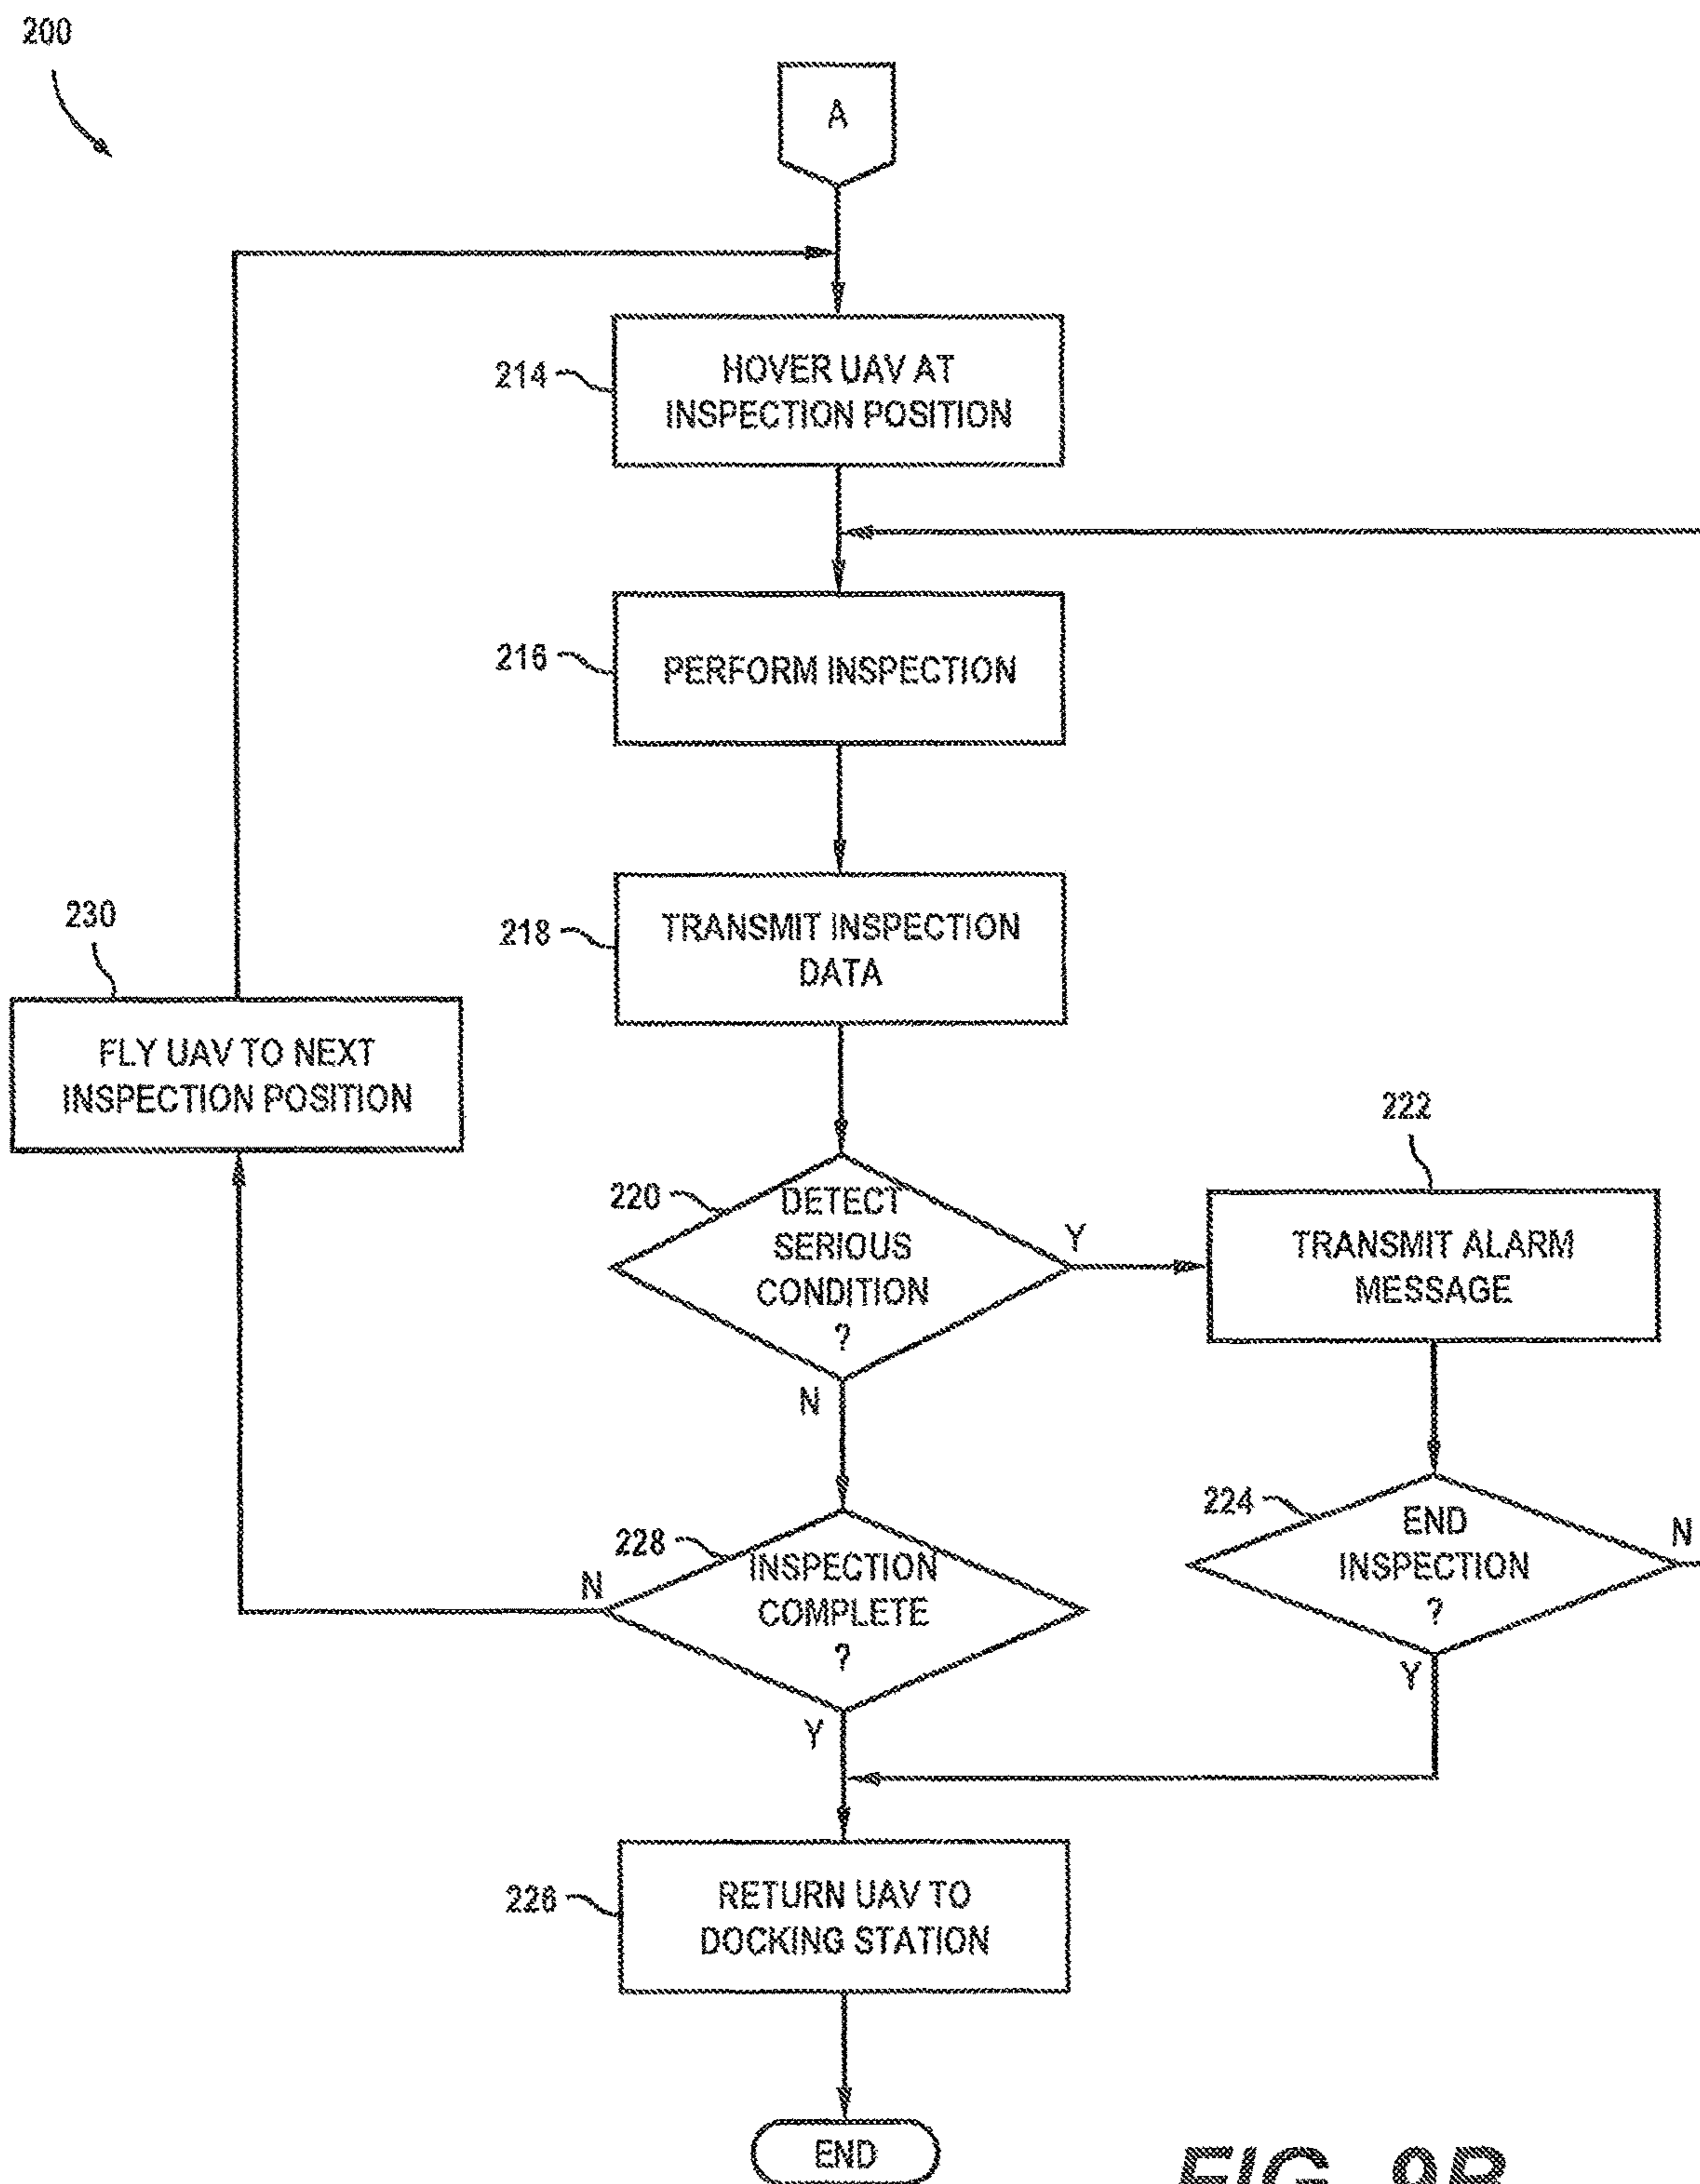 200
A
214
HOVER UAV AT
INSPECTION POSITION
216
PERFORM INSPECTION
218
TRANSMIT INSPECTION
DATA
230
FLY UAV TO NEXT
INSPECTION POSITION
220
DETECT
SERIOUS
CONDITION
?
Y
N
222
TRANSMIT ALARM
MESSAGE
224
END
INSPECTION
?
N
Y
228
INSPECTION
COMPLETE
?
N
Y
226
RETURN UAV TO
DOCKING STATION
END
FIG. 9B